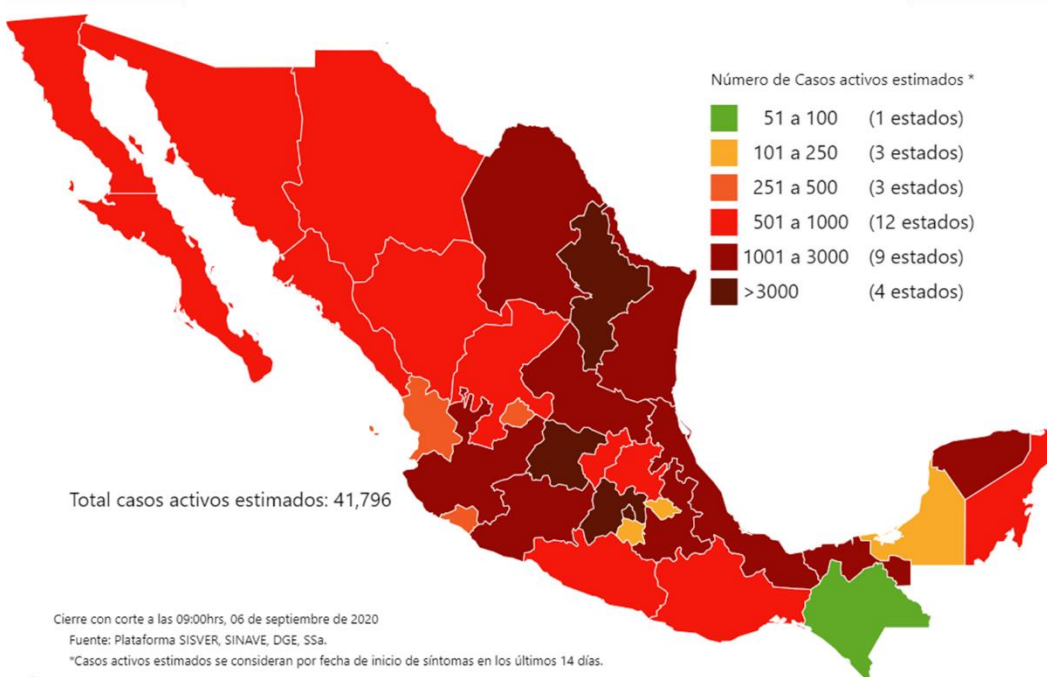 Número de Casos activos estimados *
51 a 100 (1 estados)
101 a 250 (3 estados)
251 a 500 (3 estados)
501 a 1000 (12 estados)
1001 a 3000 (9 estados)
>3000 (4 estados)
Total casos activos estimados: 41,796
Cierre con corte a las 09:00hrs, 06 de septiembre de 2020
Fuente: Plataforma SISVER, SINAVE, DGE, SSa.
*Casos activos estimados se consideran por fecha de inicio de síntomas en los últimos 14 días.